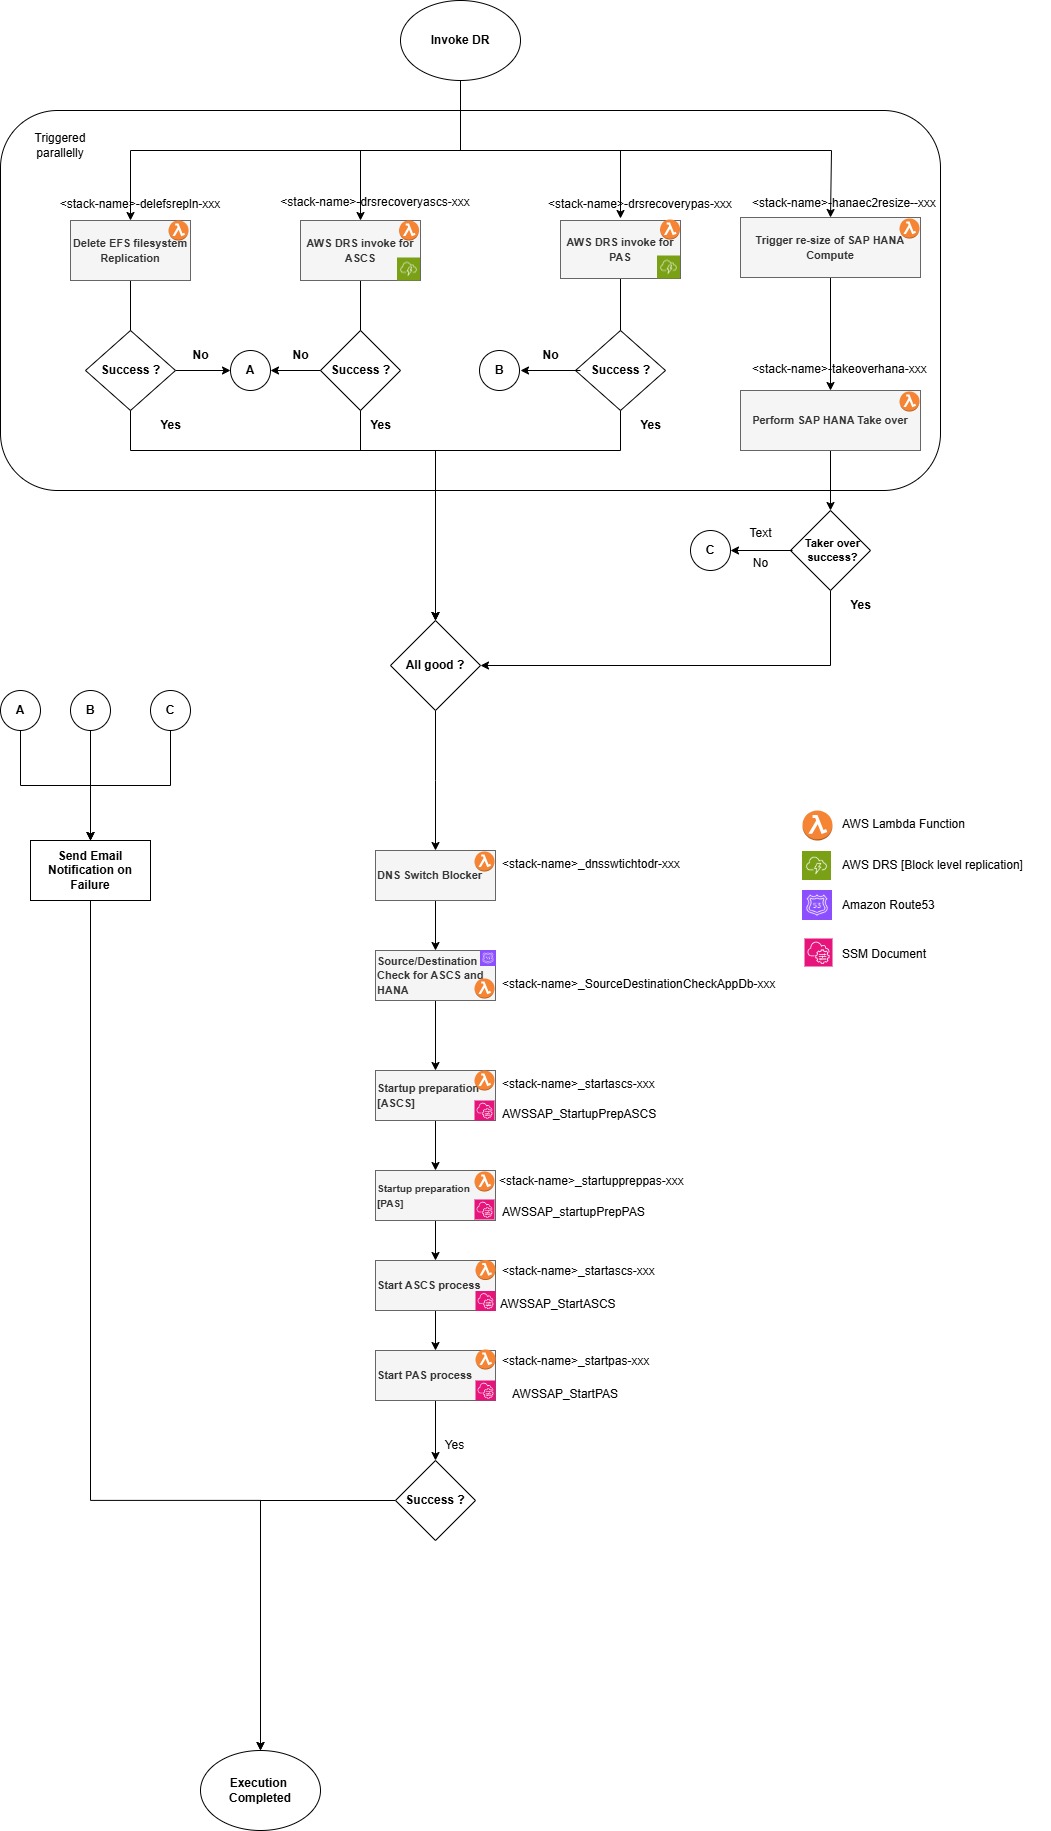 Invoke DR
Triggered
parallelly
<stack-name>-delefsrepln-xxx
<stack-name>-drsrecoveryascs-xxx
<stack-name>-drsrecoverypas-xxx
<stack-name>-hanaec2resize--xxx
Delete EFS filesystem
Replication
AWS DRS invoke for
ASCS
AWS DRS invoke for
PAS
Trigger re-size of SAP HANA
Compute
Success ?
No
A
No
Success ?
B
No
Success ?
<stack-name>-takeoverhana-xxx
Perform SAP HANA Take over
Yes
Yes
Yes
C
Text
No
Taker over
success?
Yes
All good ?
A
B
C
Send Email
Notification on
Failure
AWS Lambda Function
AWS DRS [Block level replication]
Amazon Route53
SSM Document
DNS Switch Blocker
<stack-name>_dnsswtichtodr-xxx
Source/Destination
Check for ASCS and
HANA
<stack-name>_SourceDestinationCheckAppDb-xxx
Startup preparation
[ASCS]
<stack-name>_startascs-xxx
AWSSAP_StartupPrepASCS
Startup preparation
[PAS]
<stack-name>_startuppreppas-xxx
AWSSAP_startupPrepPAS
Start ASCS process
<stack-name>_startascs-xxx
AWSSAP_StartASCS
Start PAS process
<stack-name>_startpas-xxx
AWSSAP_StartPAS
Yes
Success ?
Execution
Completed